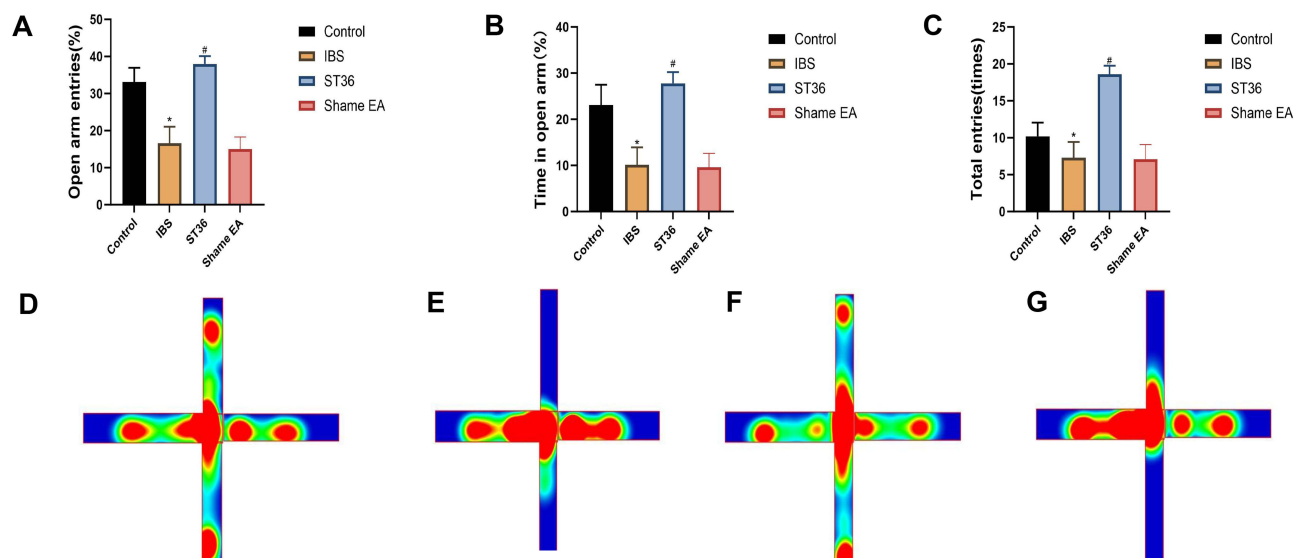 A
Open arm entries(%)
50
40
30
20
10
0
*
#
Control
IBS
ST36
Shame EA
Control
IBS
ST36
Shame EA
B
Time in open arm (%)
40
30
20
10
0
*
#
Control
IBS
ST36
Shame EA
Control
IBS
ST36
Shame EA
C
Total entries(times)
25
20
15
10
5
0
*
#
Control
IBS
ST36
Shame EA
Control
IBS
ST36
Shame EA
D
E
F
G